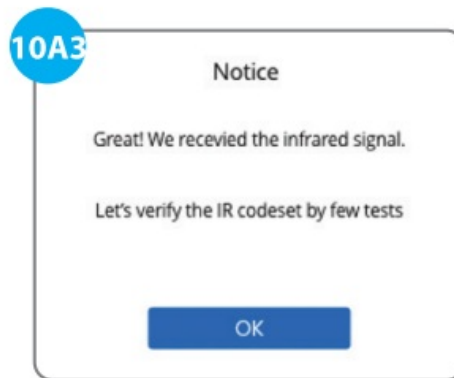 10A3
Notice
Great! We recevied the infrared signal.
Let's verify the IR codeset by few tests
OK